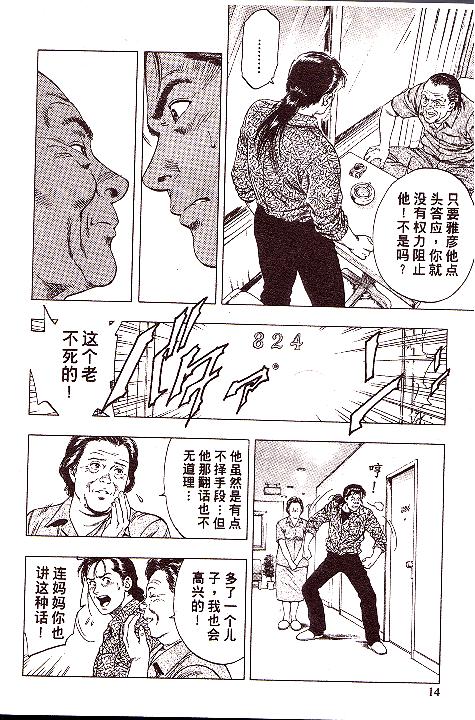 ………
只要雅彦他点
头答应，你就
没有权力阻止
他！不是吗？
824
这个老
不死的！
哼！
他虽然是有点
不择手段…但
他那翻话也不
无道理…
多了一个儿
子，我也会
高兴的！
连妈妈你也
讲这种话！
14